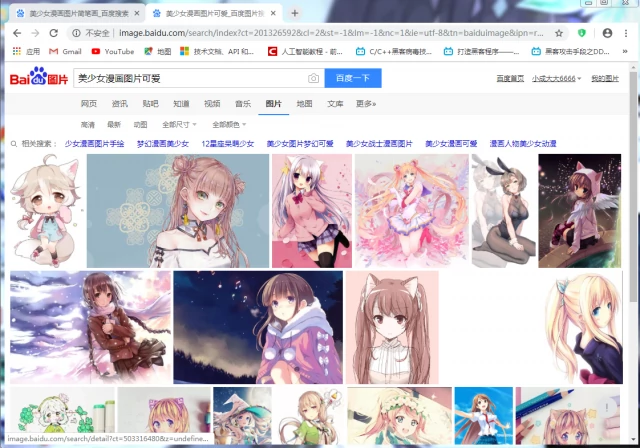 美少女漫画图片简笔画_百度搜索 × 美少女漫画图片可爱_百度图片搜 ×
不安全 | image.baidu.com/search/index?ct=201326592&cl=2&st=-1&lm=-1&nc=1&ie=utf-8&tn=baiduimage&ipn=r...
应用 Gmail YouTube 地图 技术文档、API 和... 人工智能教程 - 前... C/C++黑客病毒技... 打造黑客程序——... 黑客攻击手段之DD... »
Bai du 图片 美少女漫画图片可爱 百度一下 百度首页 小成大大6666 我的图片
网页 资讯 贴吧 知道 视频 音乐 图片 地图 文库 更多»
高清 最新 动图 全部尺寸 全部颜色
相关搜索: 少女漫画图片手绘 梦幻漫画美少女 12星座呆萌少女 美少女图片梦幻可爱 美少女战士漫画图片 美少女漫画可爱 漫画人物美少女动漫
image.baidu.com/search/detail?ct=503316480&z=undefine...